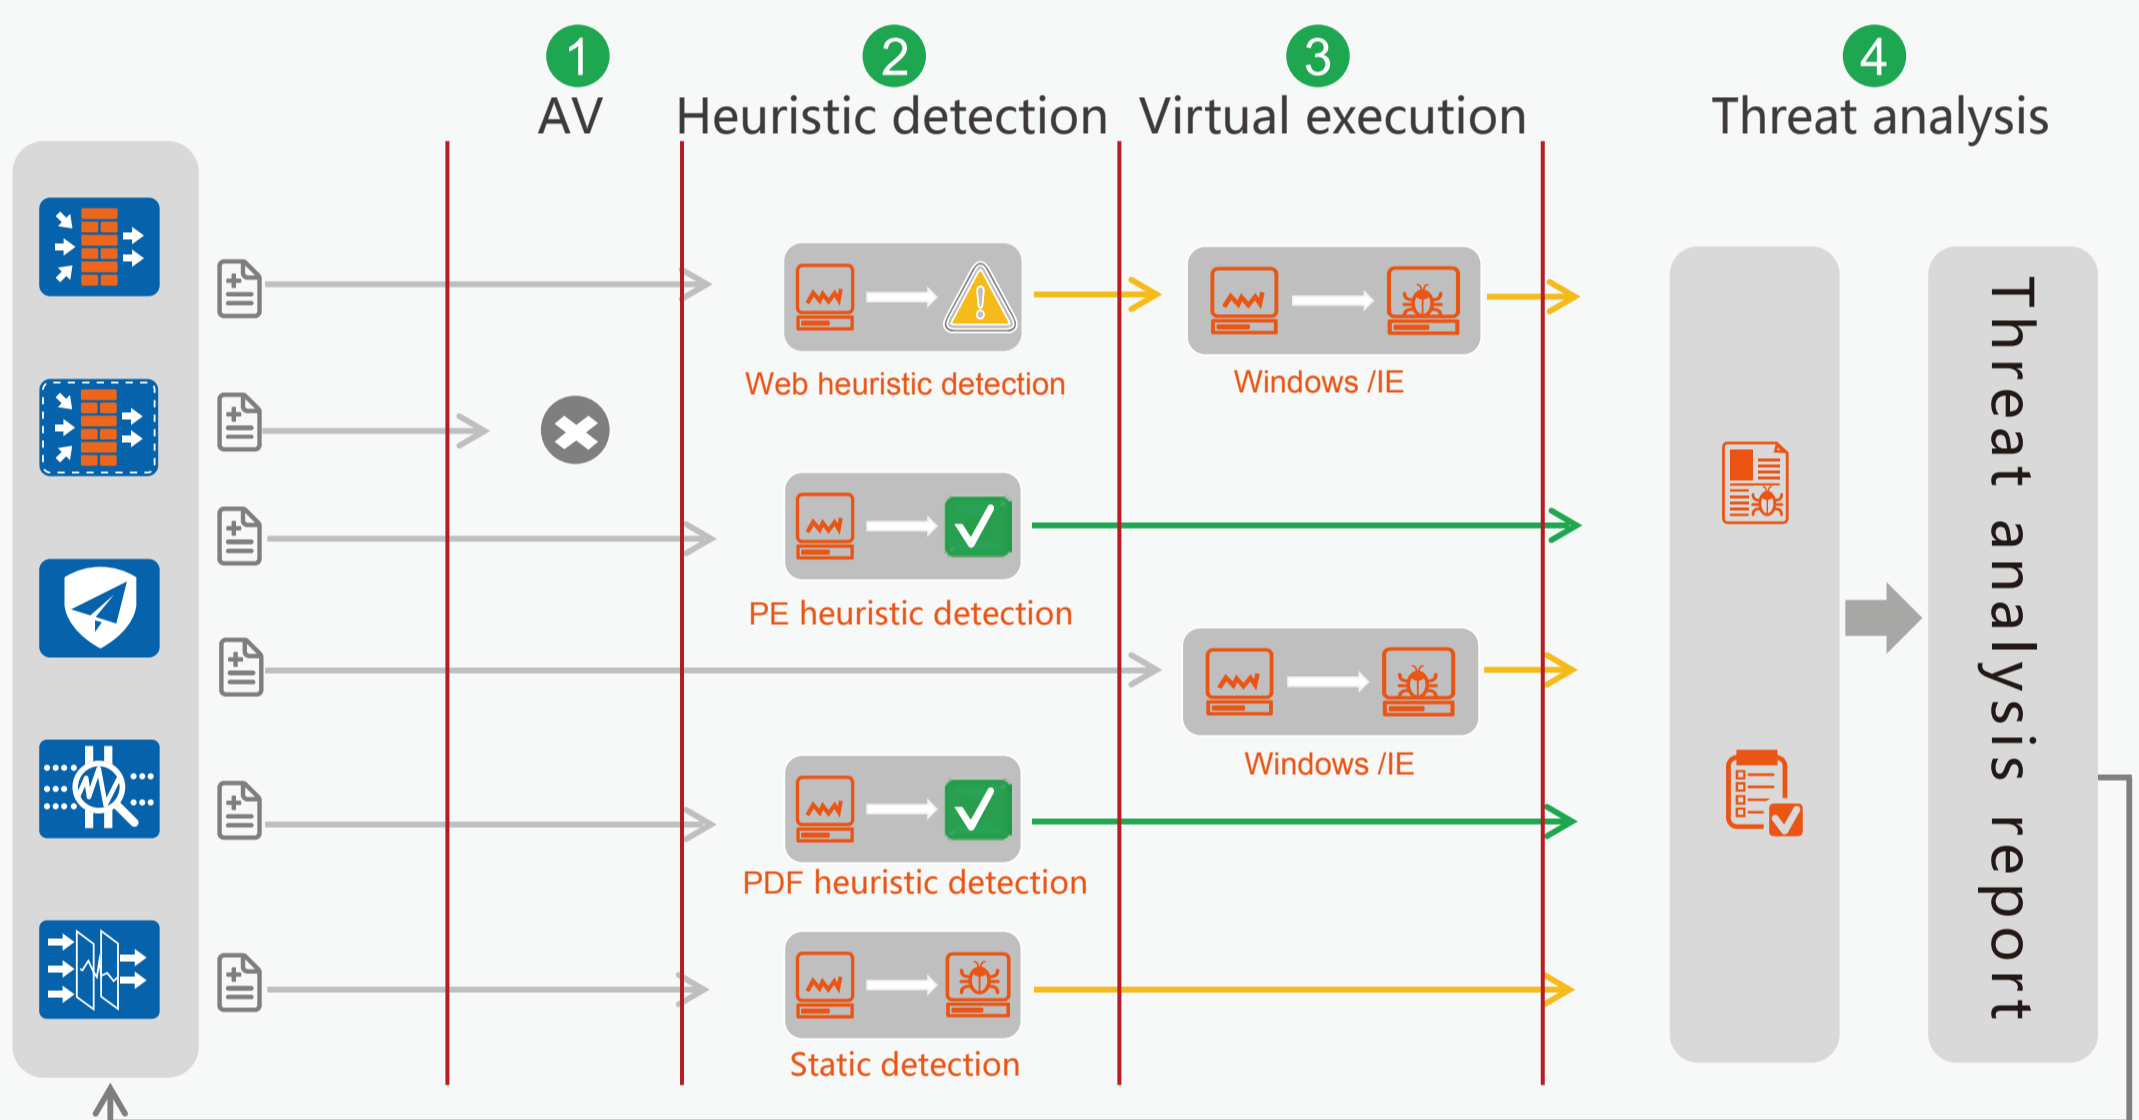 1
2
3
4
AV
Heuristic detection
Virtual execution
Threat analysis
Web heuristic detection
Windows /IE
PE heuristic detection
Windows /IE
PDF heuristic detection
Static detection
Threat analysis report